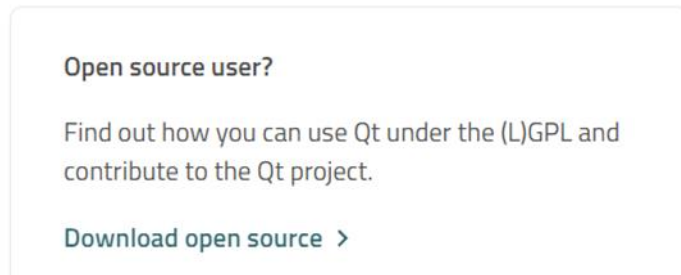 Open source user?
Find out how you can use Qt under the (L)GPL and
contribute to the Qt project.
Download open source >